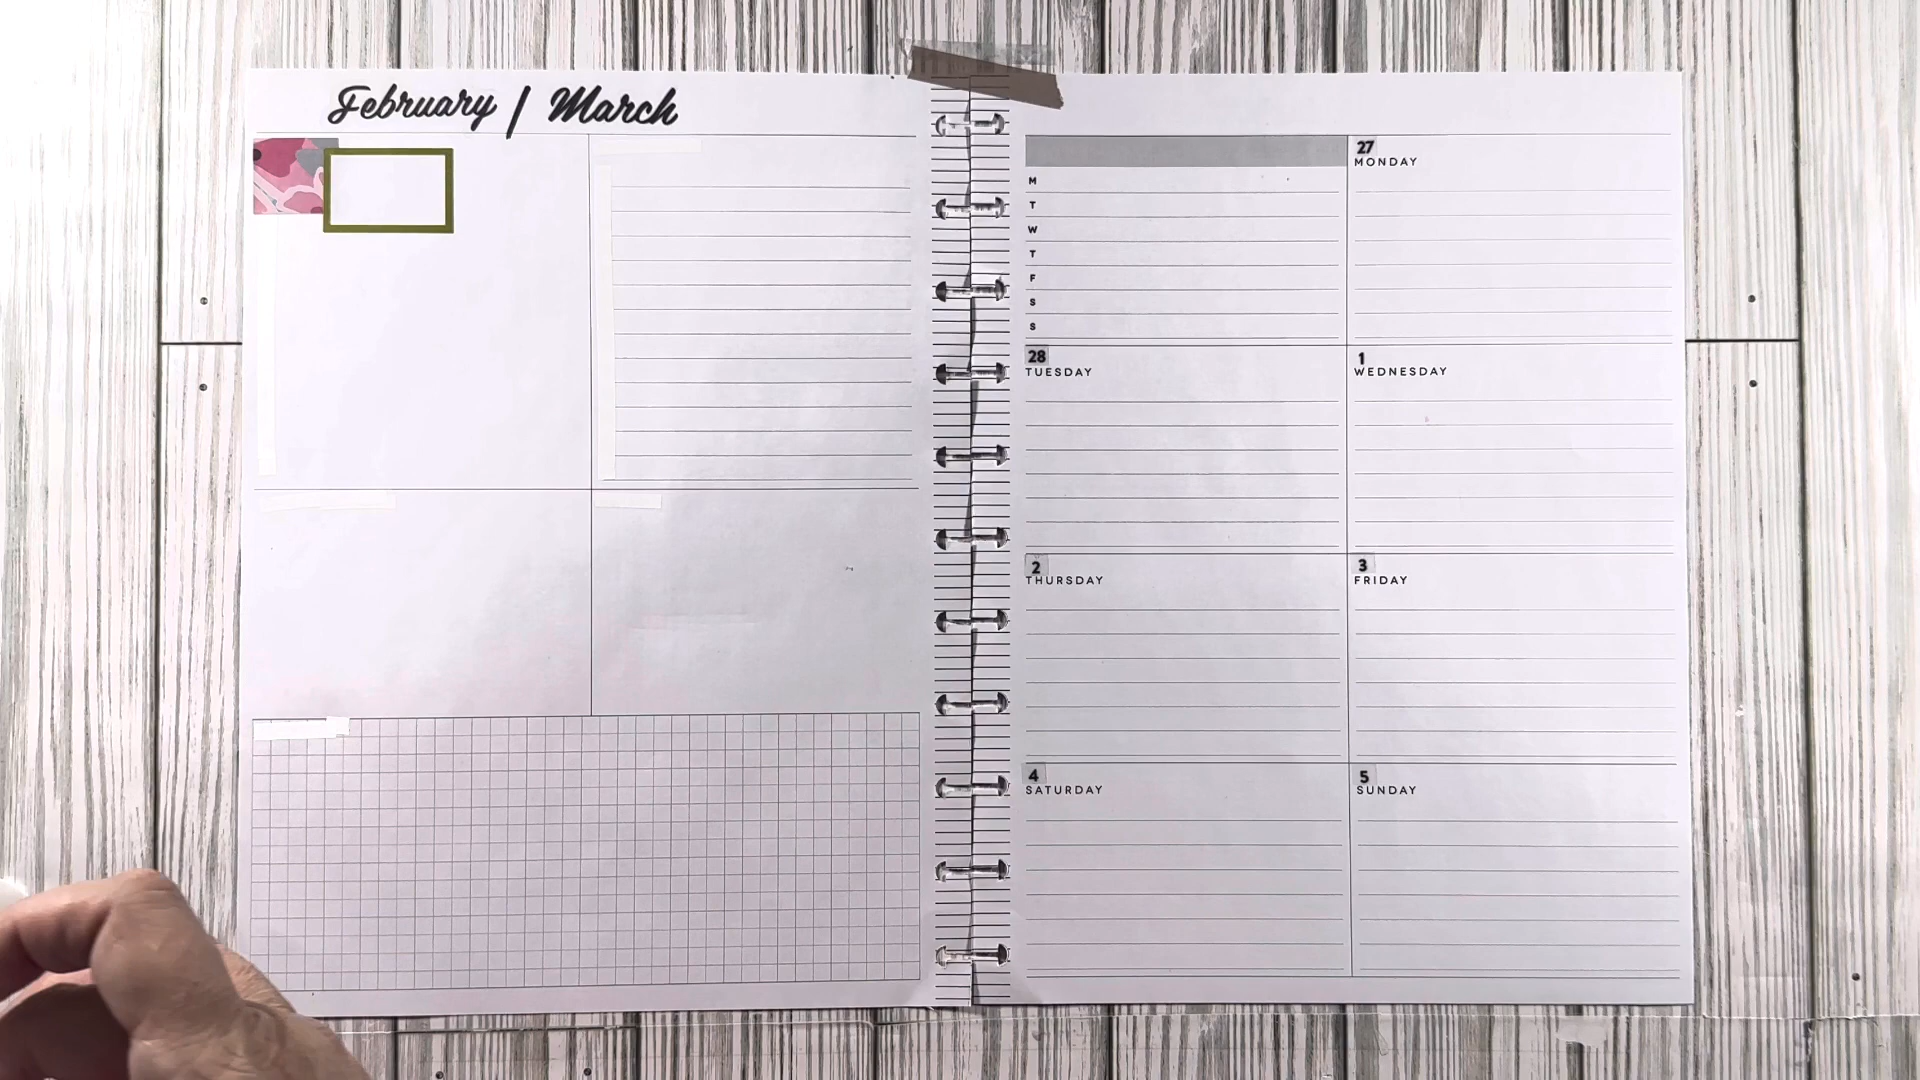 February / March
M
T
W
T
F
S
S
27
MONDAY
28
TUESDAY
1
WEDNESDAY
2
THURSDAY
3
FRIDAY
4
SATURDAY
5
SUNDAY